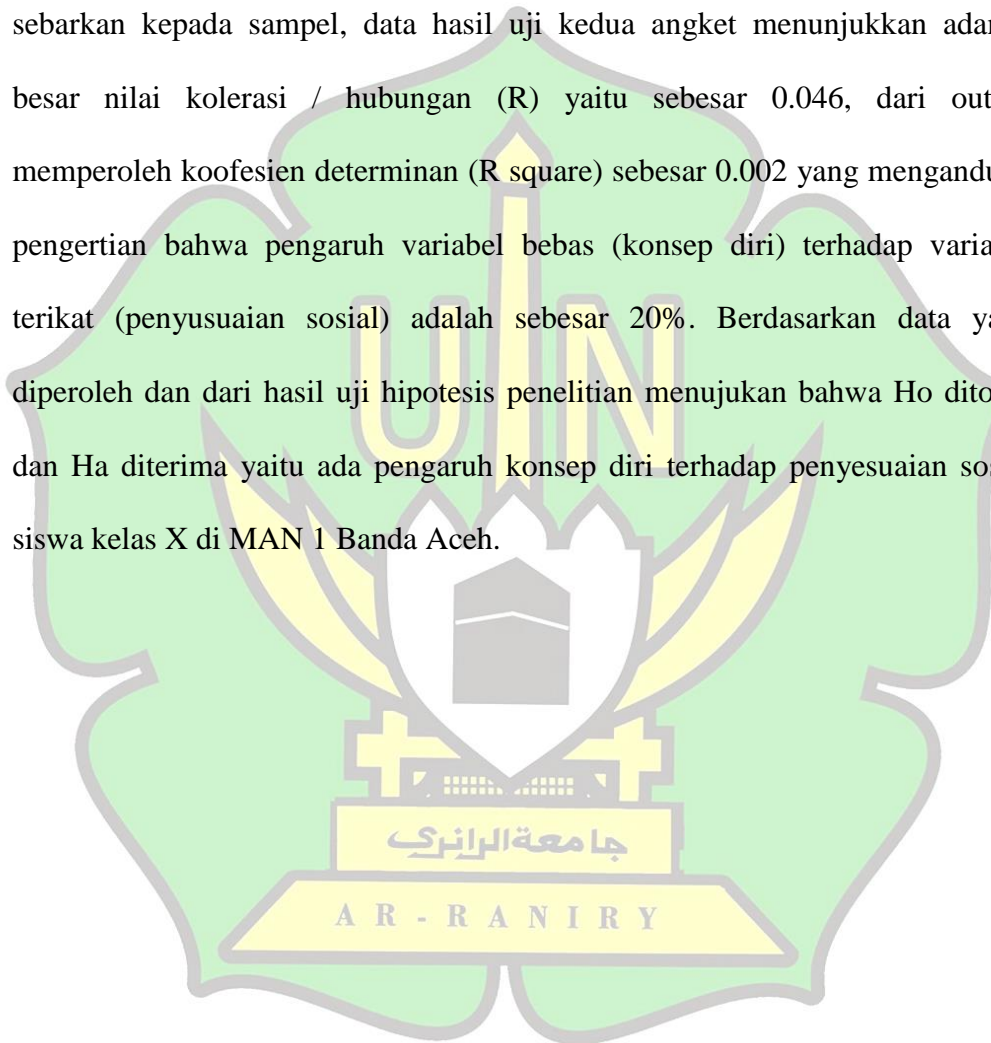 sebarkan kepada sampel, data hasil uji kedua angket menunjukkan adar
besar nilai kolerasi / hubungan (R) yaitu sebesar 0.046, dari out
memperoleh koofesien determinan (R square) sebesar 0.002 yang mengandu
pengertian bahwa pengaruh variabel bebas (konsep diri) terhadap varia
terikat (penyusuaian sosial) adalah sebesar 20%. Berdasarkan data ya
diperoleh dan dari hasil uji hipotesis penelitian menujukan bahwa Ho dito
dan Ha diterima yaitu ada pengaruh konsep diri terhadap penyesuaian sos
siswa kelas X di MAN 1 Banda Aceh.
UIN
جامعة الرانري
AR-RANIRY